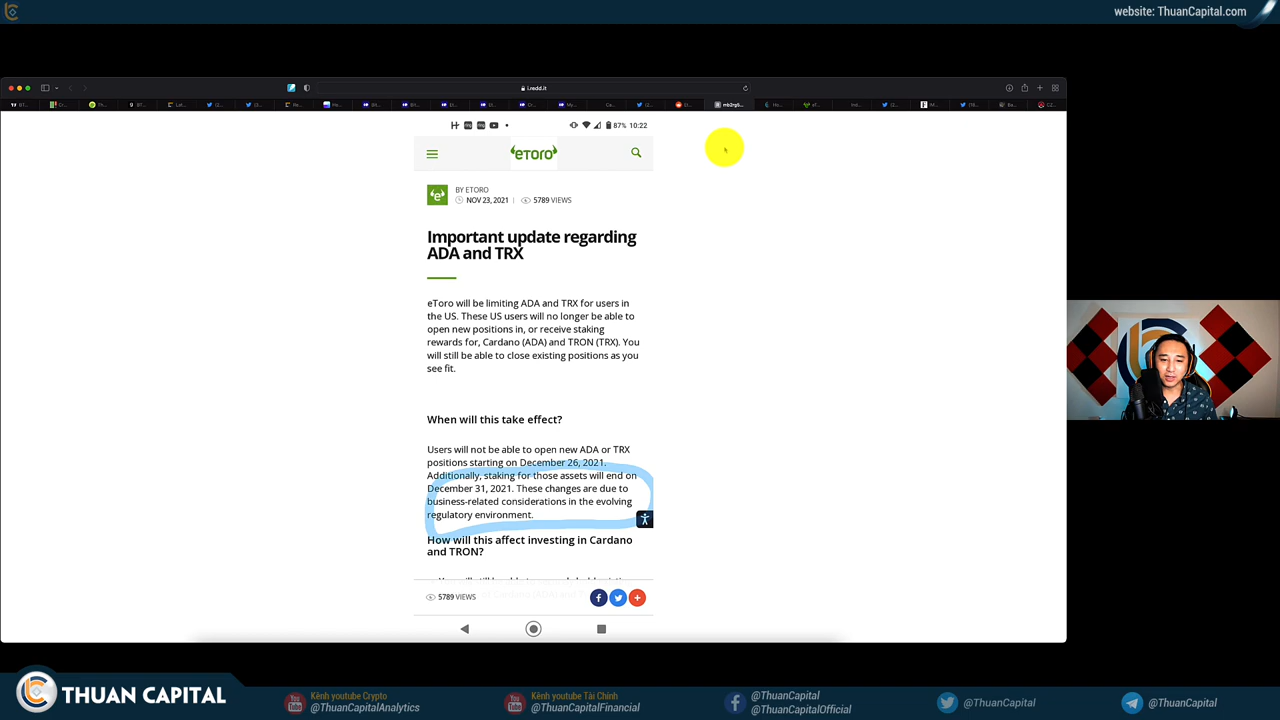 website: ThuanCapital.com
i.redd.it
87% 10:22
eToro
BY ETORO
NOV 23, 2021 | 5789 VIEWS
Important update regarding
ADA and TRX
eToro will be limiting ADA and TRX for users in
the US. These US users will no longer be able to
open new positions in, or receive staking
rewards for, Cardano (ADA) and TRON (TRX). You
will still be able to close existing positions as you
see fit.
When will this take effect?
Users will not be able to open new ADA or TRX
positions starting on December 26, 2021.
Additionally, staking for those assets will end on
December 31, 2021. These changes are due to
business-related considerations in the evolving
regulatory environment.
How will this affect investing in Cardano
and TRON?
5789 VIEWS
THUAN CAPITAL
Kênh youtube Crypto
@ThuanCapitalAnalytics
Kênh youtube Tài Chính
@ThuanCapitalFinancial
@ThuanCapital
@ThuanCapitalOfficial
@ThuanCapital
@ThuanCapital